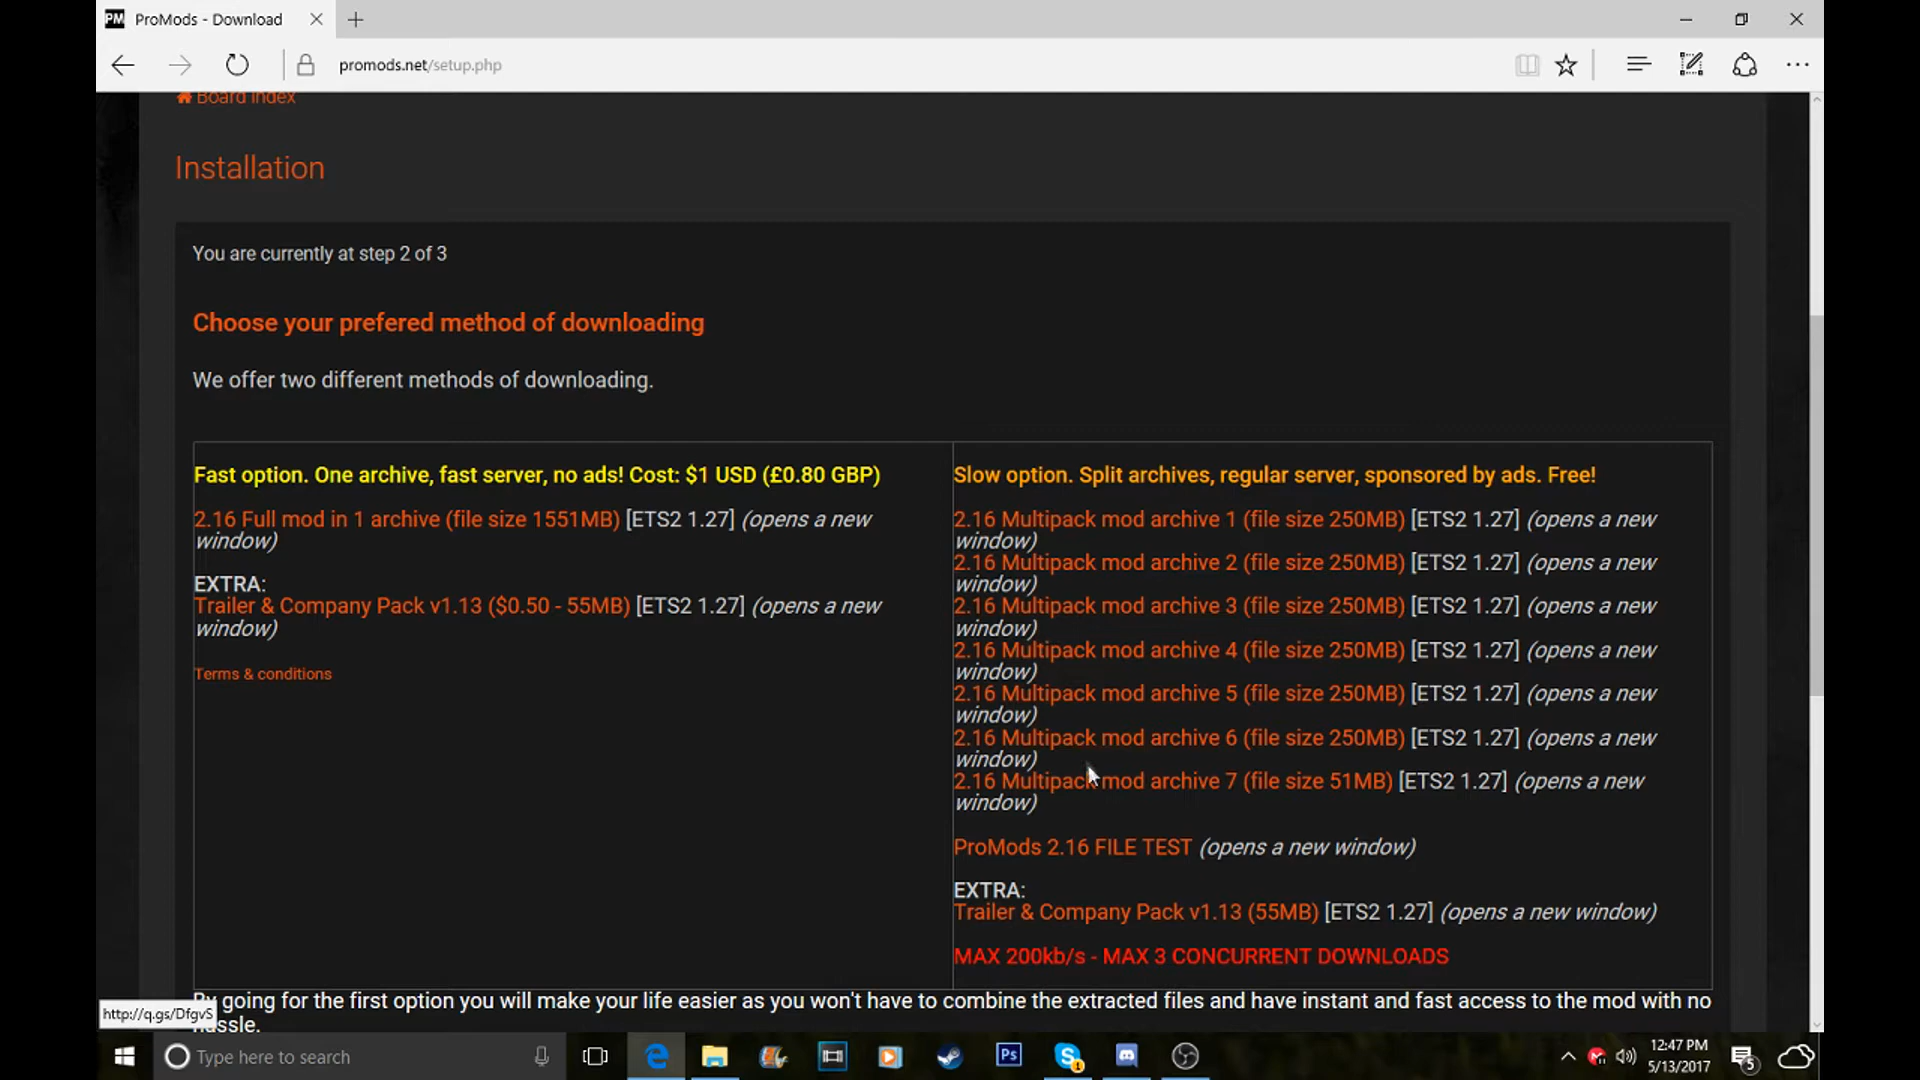 PM ProMods - Download
promods.net/setup.php
Board index
Installation
You are currently at step 2 of 3
Choose your prefered method of downloading
We offer two different methods of downloading.
Fast option. One archive, fast server, no ads! Cost: $1 USD (£0.80 GBP)
2.16 Full mod in 1 archive (file size 1551MB) [ETS2 1.27] (opens a new
window)
EXTRA:
Trailer & Company Pack v1.13 ($0.50 - 55MB) [ETS2 1.27] (opens a new
window)
Terms & conditions
Slow option. Split archives, regular server, sponsored by ads. Free!
2.16 Multipack mod archive 1 (file size 250MB) [ETS2 1.27] (opens a new
window)
2.16 Multipack mod archive 2 (file size 250MB) [ETS2 1.27] (opens a new
window)
2.16 Multipack mod archive 3 (file size 250MB) [ETS2 1.27] (opens a new
window)
2.16 Multipack mod archive 4 (file size 250MB) [ETS2 1.27] (opens a new
window)
2.16 Multipack mod archive 5 (file size 250MB) [ETS2 1.27] (opens a new
window)
2.16 Multipack mod archive 6 (file size 250MB) [ETS2 1.27] (opens a new
window)
2.16 Multipack mod archive 7 (file size 51MB) [ETS2 1.27] (opens a new
window)
ProMods 2.16 FILE TEST (opens a new window)
EXTRA:
Trailer & Company Pack v1.13 (55MB) [ETS2 1.27] (opens a new window)
MAX 200kb/s - MAX 3 CONCURRENT DOWNLOADS
By going for the first option you will make your life easier as you won't have to combine the extracted files and have instant and fast access to the mod with no
hassle.
http://q.gs/DfgvS
Type here to search
Ps
1
12:47 PM
5/13/2017
5